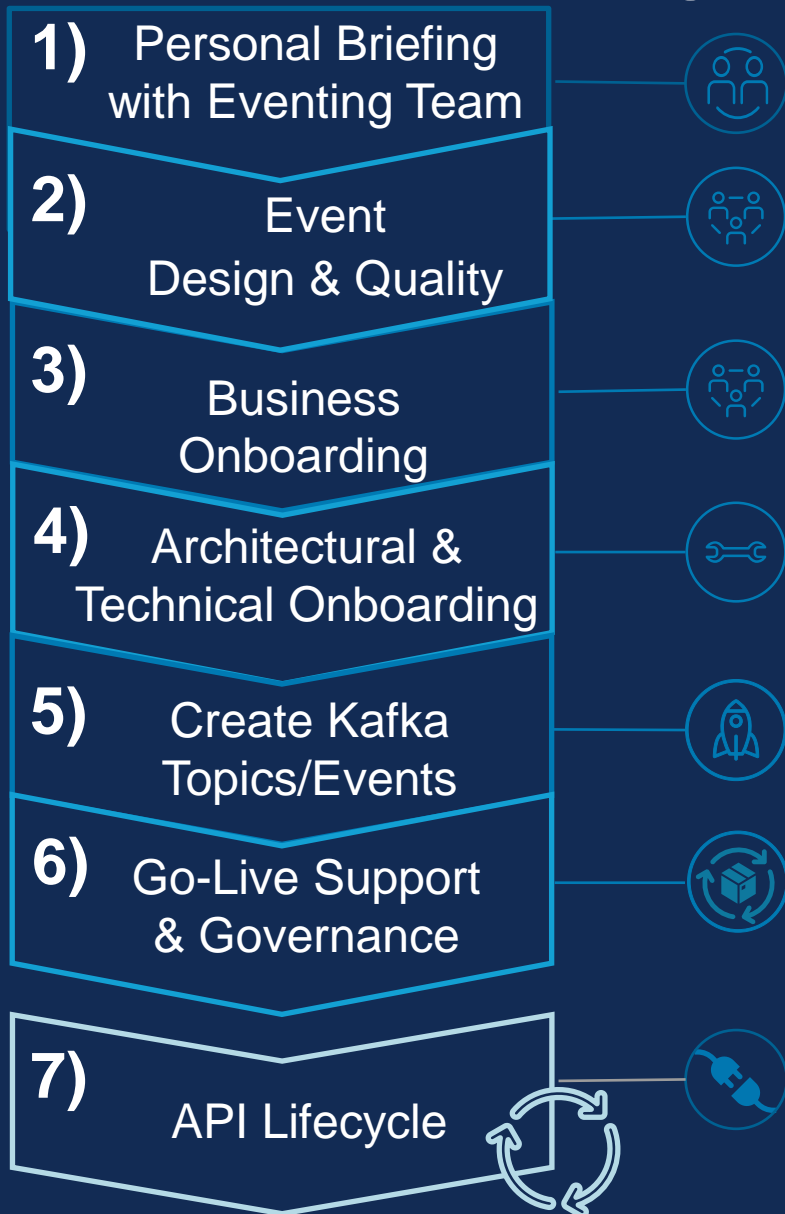 1) Personal Briefing
with Eventing Team
2) Event
Design & Quality
3) Business
Onboarding
4) Architectural &
Technical Onboarding
5) Create Kafka
Topics/Events
6) Go-Live Support
& Governance
7) API Lifecycle